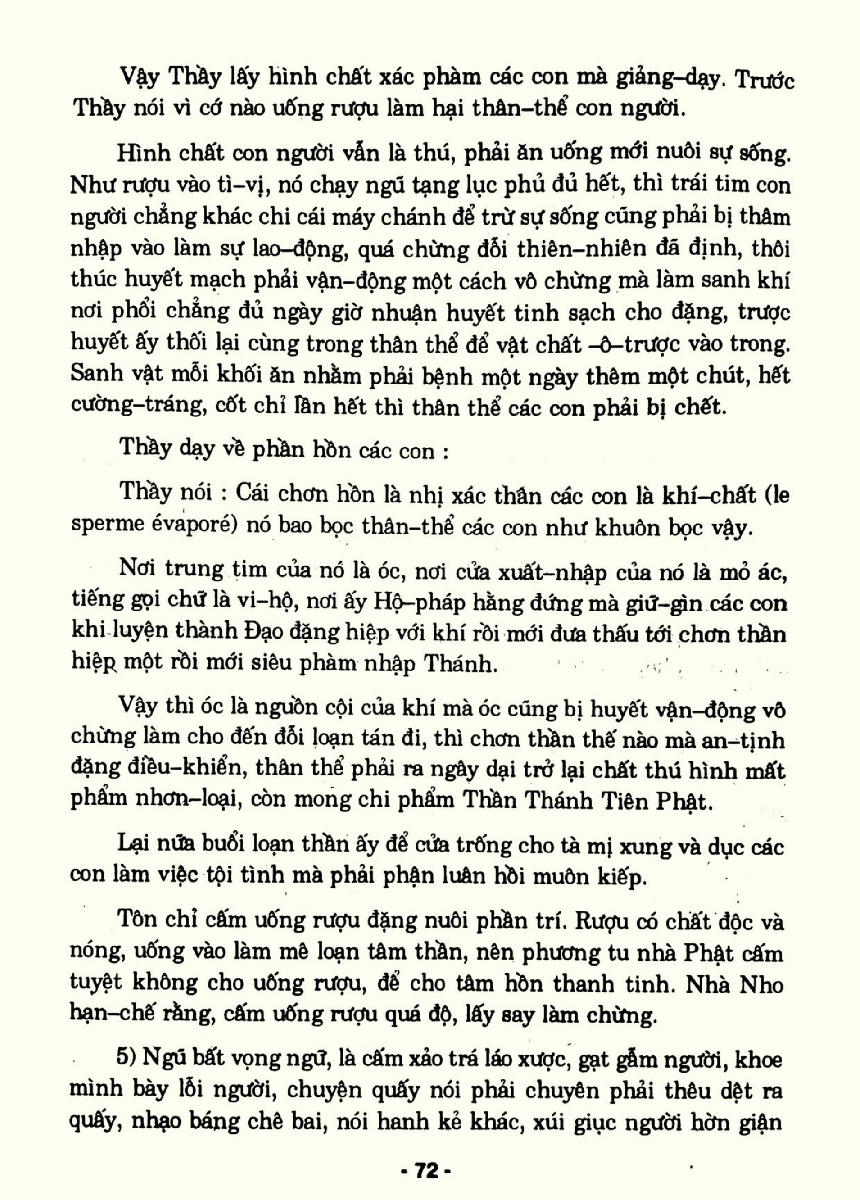 Vậy Thầy lấy hình chất xác phàm các con mà giảng–dạy. Trước
Thầy nói vì cớ nào uống rượu làm hại thân–thể con người.
Hình chất con người vẫn là thú, phải ăn uống mới nuôi sự sống.
Như rượu vào tì–vị, nó chạy ngũ tạng lục phủ đủ hết, thì trái tim con
người chẳng khác chi cái máy chánh để trừ sự sống cũng phải bị thâm
nhập vào làm sự lao–động, quá chừng đỗi thiên–nhiên đã định, thôi
thúc huyết mạch phải vận–động một cách vô chừng mà làm sanh khí
nơi phổi chẳng đủ ngày giờ nhuận huyết tinh sạch cho đặng, trược
huyết ấy thối lại cùng trong thân thể để vật chất –ô–trược vào trong.
Sanh vật mỗi khối ăn nhằm phải bệnh một ngày thêm một chút, hết
cường–tráng, cốt chỉ lần hết thì thân thể các con phải bị chết.
Thầy dạy về phần hồn các con :
Thầy nói : Cái chơn hồn là nhị xác thân các con là khí–chất (le
sperme évaporé) nó bao bọc thân–thể các con như khuôn bọc vậy.
Nơi trung tim của nó là óc, nơi cửa xuất–nhập của nó là mỏ ác,
tiếng gọi chữ là vi–hộ, nơi ấy Hộ–pháp hằng đứng mà giữ–gìn các con
khi luyện thành Đạo đặng hiệp với khí rồi mới đưa thấu tới chơn thần
hiệp một rồi mới siêu phàm nhập Thánh.
Vậy thì óc là nguồn cội của khí mà óc cũng bị huyết vận–động vô
chừng làm cho đến đỗi loạn tán đi, thì chơn thần thế nào mà an–tịnh
đặng điều–khiển, thân thể phải ra ngây dại trở lại chất thú hình mất
phẩm nhơn–loại, còn mong chi phẩm Thần Thánh Tiên Phật.
Lại nữa buổi loạn thần ấy để cửa trống cho tà mị xung và dục các
con làm việc tội tình mà phải phận luân hồi muôn kiếp.
Tôn chỉ cấm uống rượu đặng nuôi phần trí. Rượu có chất độc và
nóng, uống vào làm mê loạn tâm thần, nên phương tu nhà Phật cấm
tuyệt không cho uống rượu, để cho tâm hồn thanh tinh. Nhà Nho
hạn–chế rằng, cấm uống rượu quá độ, lấy say làm chừng.
5) Ngũ bất vọng ngữ, là cấm xảo trá láo xược, gạt gẫm người, khoe
mình bày lỗi người, chuyện quấy nói phải chuyên phải thêu dệt ra
quấy, nhạo báng chê bai, nói hanh kẻ khác, xúi giục người hờn giận
- 72 -